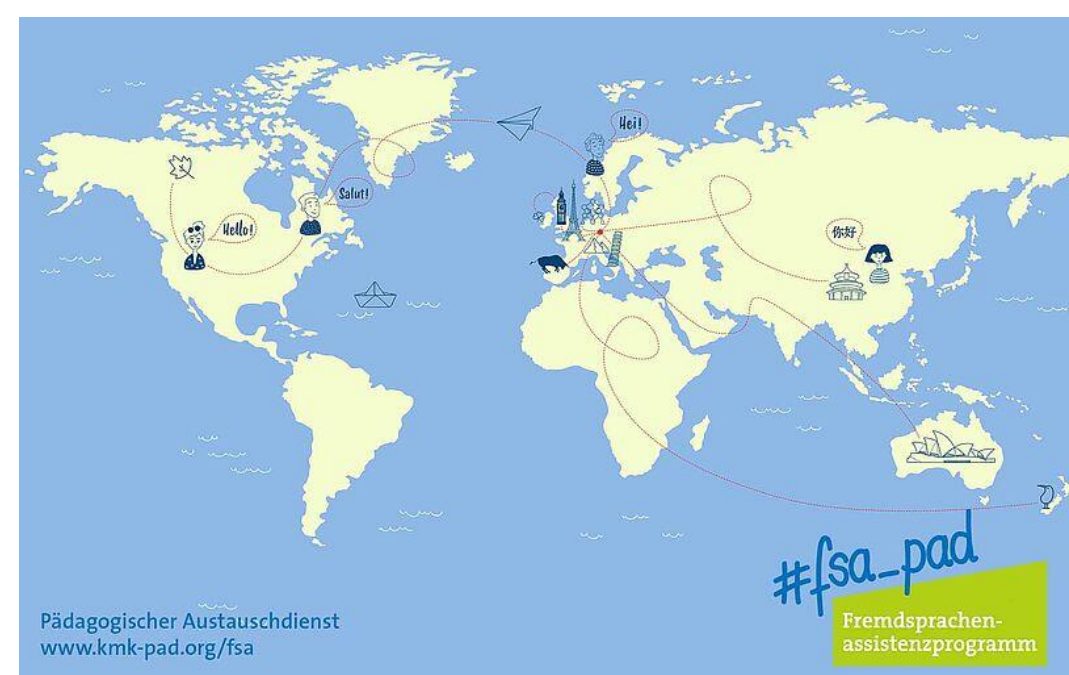 Hei!
Salut!
Hello!
你好
#fsa_pad
Pädagogischer Austauschdienst
www.kmk-pad.org/fsa
Fremdsprachen-
assistenzprogramm